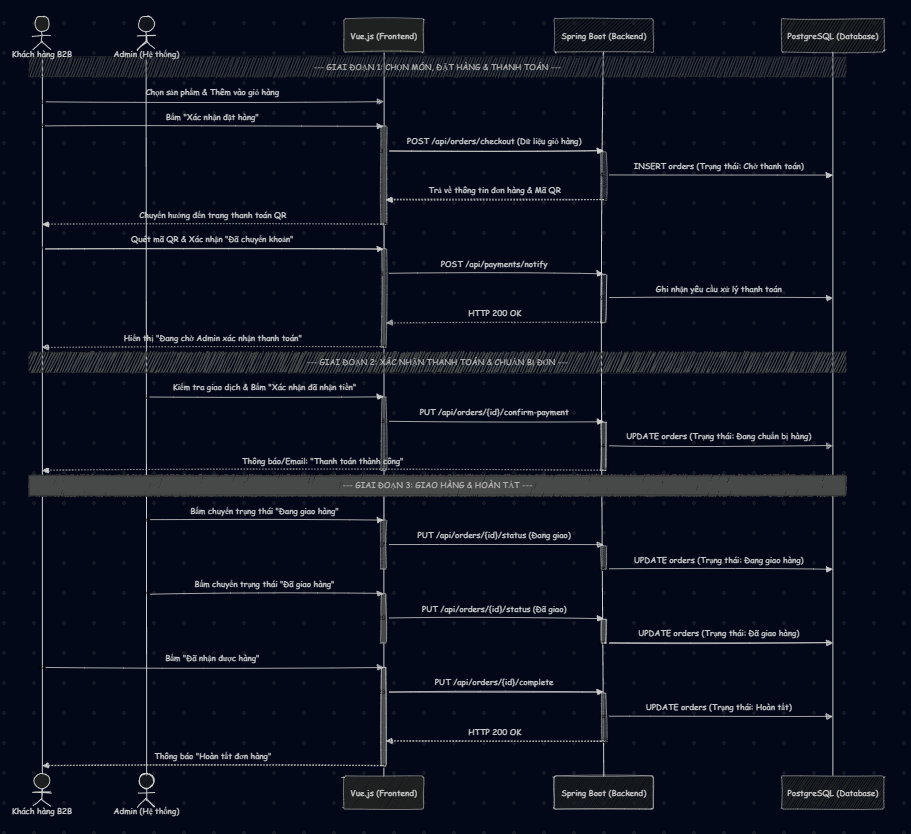 Khách hàng B2B
Admin (Hệ thống)
Vue.js (Frontend)
Spring Boot (Backend)
PostgreSQL (Database)
--- GIAI ĐOẠN 1: CHỌN MÓN, ĐẶT HÀNG & THANH TOÁN ---
Chọn sản phẩm & Thêm vào giỏ hàng
Bấm "Xác nhận đặt hàng"
POST /api/orders/checkout (Dữ liệu giỏ hàng)
INSERT orders (Trạng thái: Chờ thanh toán)
Trả về thông tin đơn hàng & Mã QR
Chuyển hướng đến trang thanh toán QR
Quét mã QR & Xác nhận "Đã chuyển khoản"
POST /api/payments/notify
Ghi nhận yêu cầu xử lý thanh toán
HTTP 200 OK
Hiển thị "Đang chờ Admin xác nhận thanh toán"
--- GIAI ĐOẠN 2: XÁC NHẬN THANH TOÁN & CHUẨN BỊ ĐƠN ---
Kiểm tra giao dịch & Bấm "Xác nhận đã nhận tiền"
PUT /api/orders/{id}/confirm-payment
UPDATE orders (Trạng thái: Đang chuẩn bị hàng)
Thông báo/Email: "Thanh toán thành công"
--- GIAI ĐOẠN 3: GIAO HÀNG & HOÀN TẤT ---
Bấm chuyển trạng thái "Đang giao hàng"
PUT /api/orders/{id}/status (Đang giao)
UPDATE orders (Trạng thái: Đang giao hàng)
Bấm chuyển trạng thái "Đã giao hàng"
PUT /api/orders/{id}/status (Đã giao)
UPDATE orders (Trạng thái: Đã giao hàng)
Bấm "Đã nhận được hàng"
PUT /api/orders/{id}/complete
UPDATE orders (Trạng thái: Hoàn tất)
HTTP 200 OK
Thông báo "Hoàn tất đơn hàng"
Khách hàng B2B
Admin (Hệ thống)
Vue.js (Frontend)
Spring Boot (Backend)
PostgreSQL (Database)